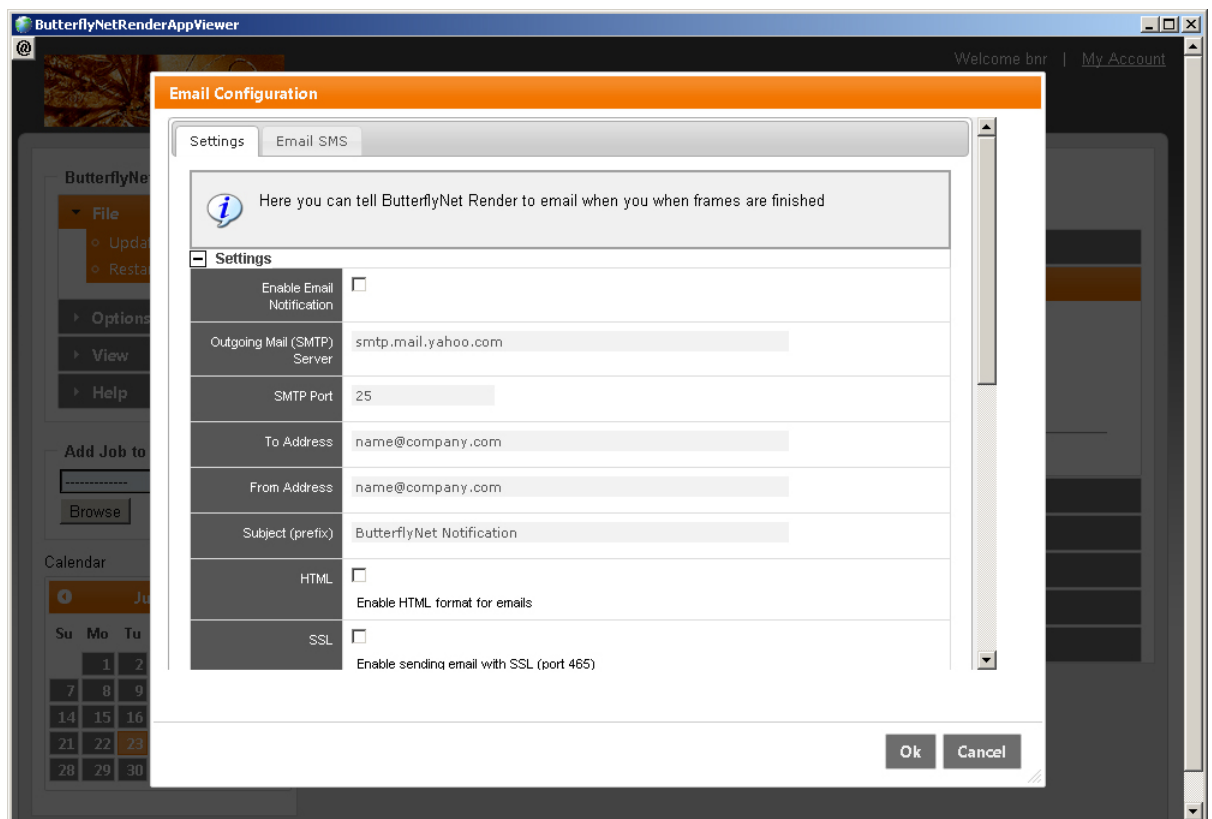 ButterflyNetRenderAppViewer
@
Welcome bnr | My Account
Email Configuration
Settings
Email SMS
Here you can tell ButterflyNet Render to email when you when frames are finished
Settings
Enable Email
Notification
Outgoing Mail (SMTP)
Server
smtp.mail.yahoo.com
SMTP Port
25
To Address
name@company.com
From Address
name@company.com
Subject (prefix)
ButterflyNet Notification
HTML
Enable HTML format for emails
SSL
Enable sending email with SSL (port 465)
Ok
Cancel
File
Options
View
Help
Add Job to
-------------
Browse
Calendar
Su Mo Tu
1 2
7 8 9
14 15 16
21 22 23
28 29 30